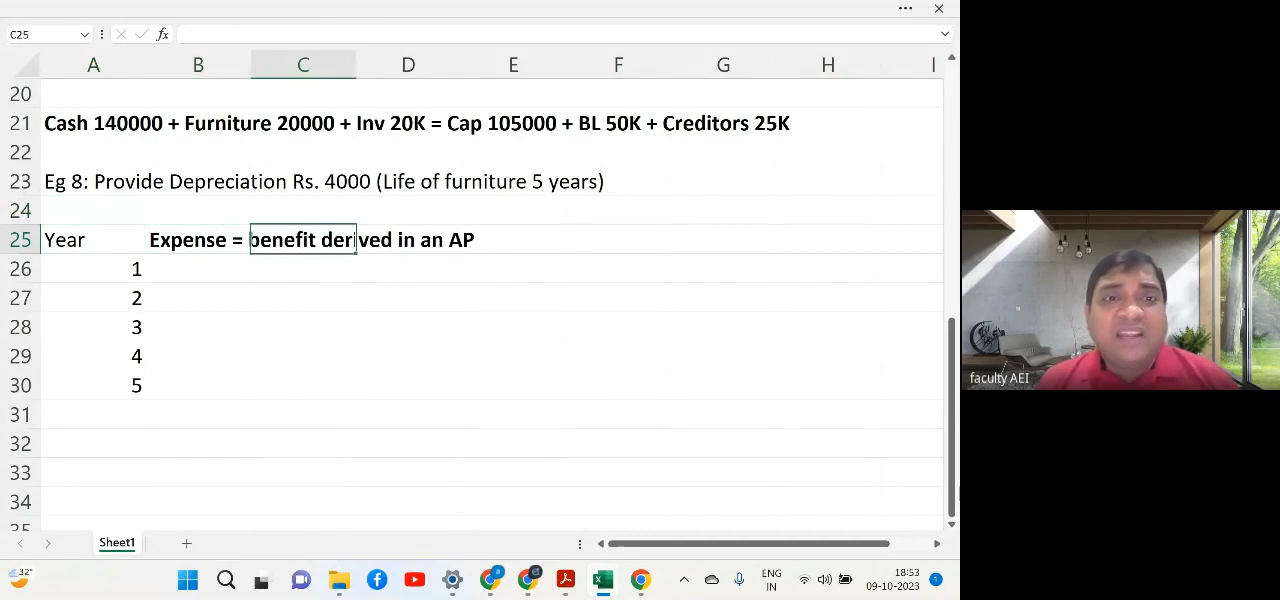 C25
fx
A B C D E F G H I
20
21 Cash 140000 + Furniture 20000 + Inv 20K = Cap 105000 + BL 50K + Creditors 25K
22
23 Eg 8: Provide Depreciation Rs. 4000 (Life of furniture 5 years)
24
25 Year Expense = benefit derived in an AP
26 1
27 2
28 3
29 4
30 5
31
32
33
34
35
faculty AEI
Sheet1
32°
ENG
IN
18:53
09-10-2023
1